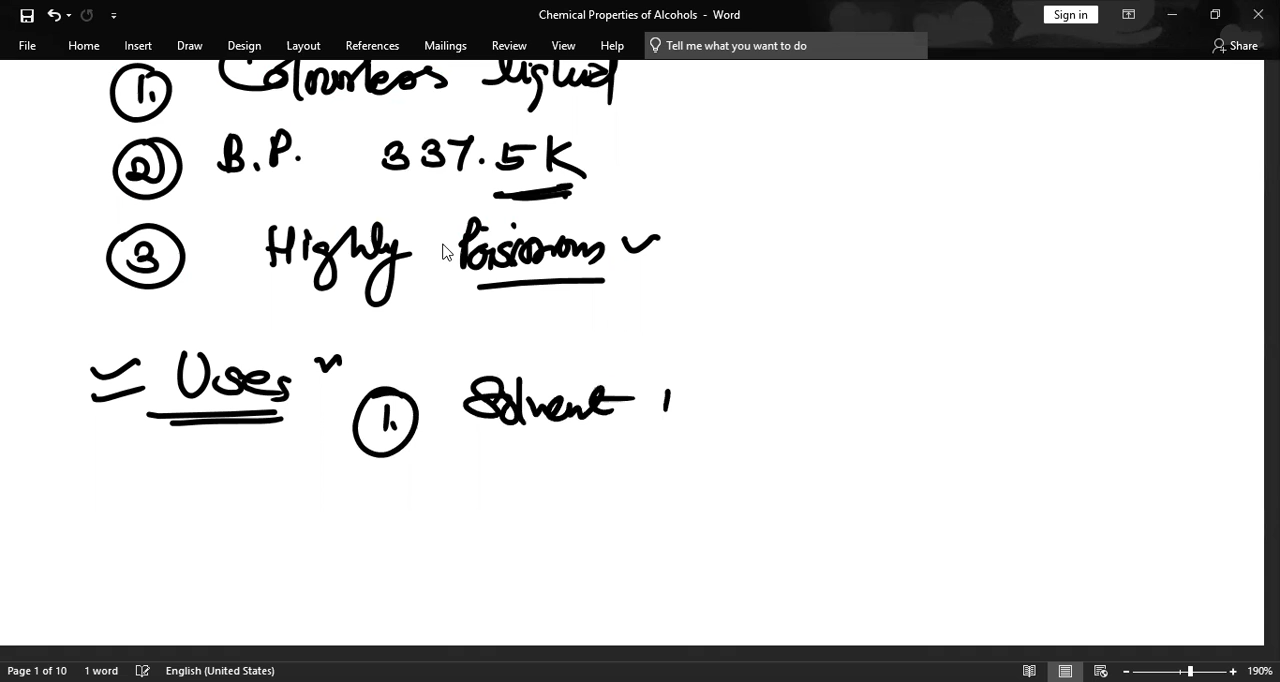 Chemical Properties of Alcohols - Word
Sign in
File Home Insert Draw Design Layout References Mailings Review View Help Tell me what you want to do Share
1. Colourless liquid
2 B.P. 337.5K
3 Highly Poisionous
Uses
1. Solvent
Page 1 of 10 1 word English (United States) 190%